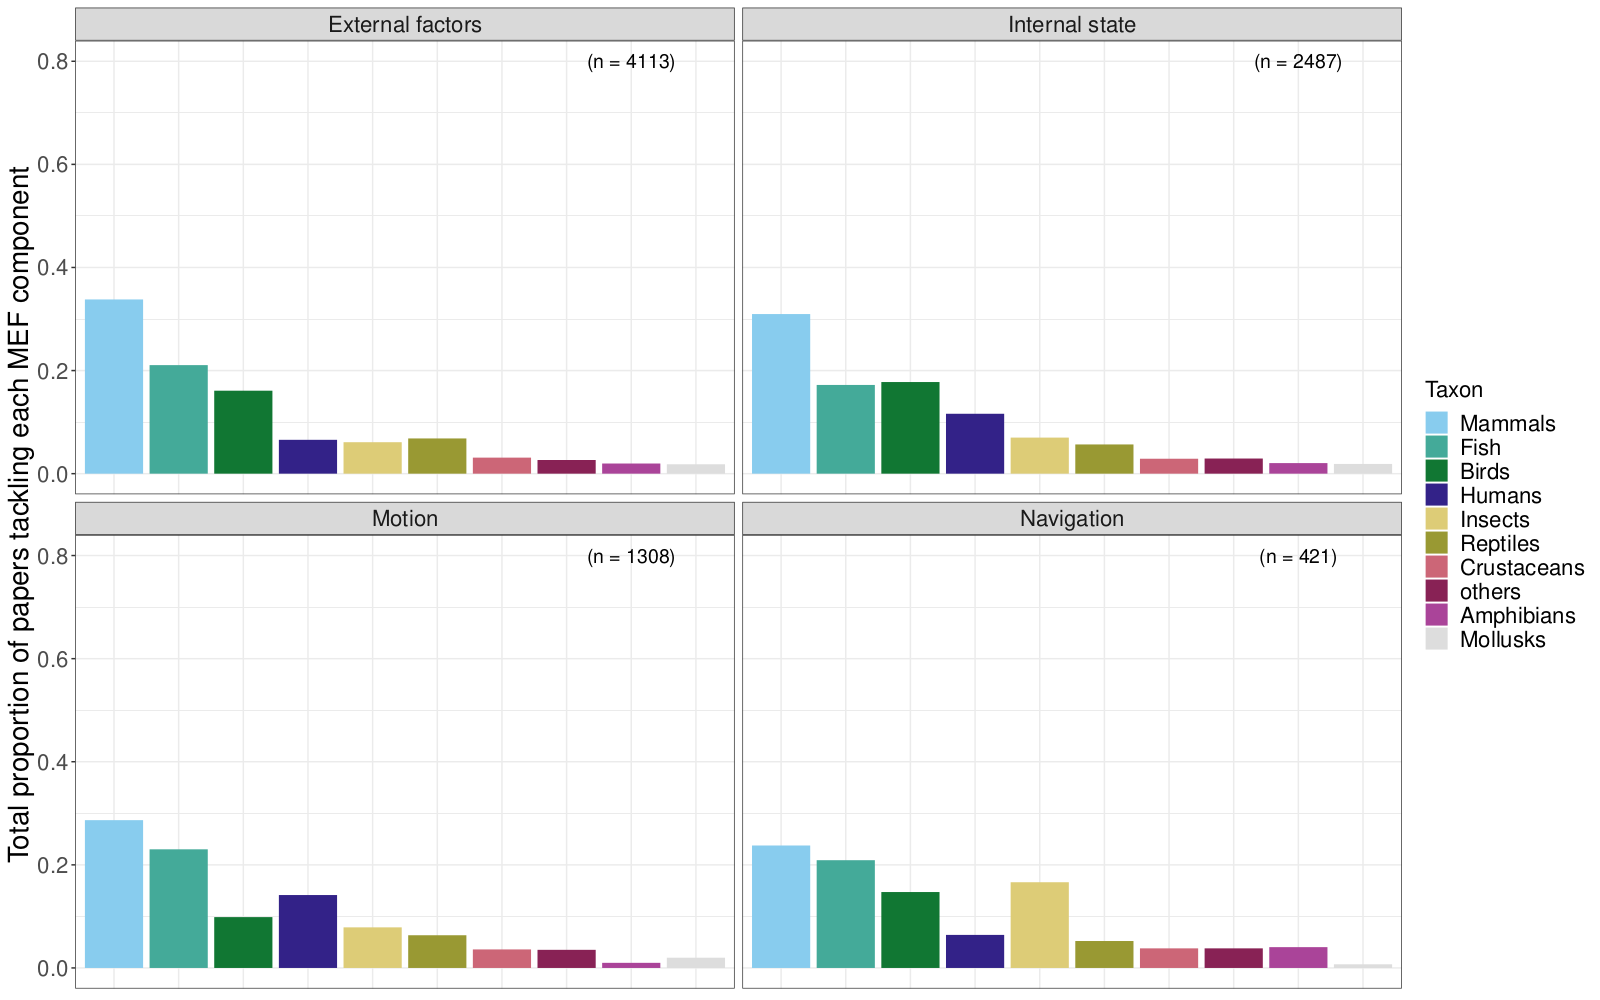 Total proportion of papers tackling each MEF component
External factors
(n = 4113)
0.8
0.6
0.4
0.2
0.0
Internal state
(n = 2487)
Motion
(n = 1308)
0.8
0.6
0.4
0.2
0.0
Navigation
(n = 421)
Taxon
Mammals
Fish
Birds
Humans
Insects
Reptiles
Crustaceans
others
Amphibians
Mollusks